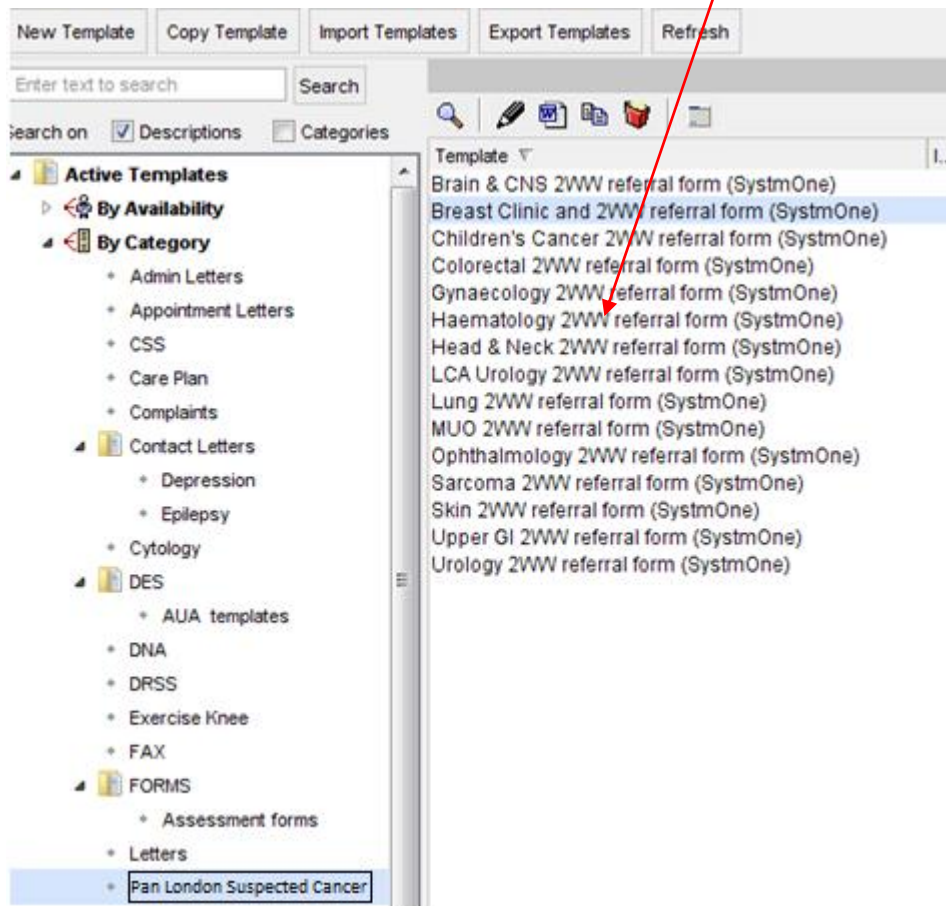 New Template Copy Template Import Templates Export Templates Refresh
Enter text to search Search
Search on Descriptions Categories
Active Templates
By Availability
By Category
Admin Letters
Appointment Letters
CSS
Care Plan
Complaints
Contact Letters
Depression
Epilepsy
Cytology
DES
AUA templates
DNA
DRSS
Exercise Knee
FAX
FORMS
Assessment forms
Letters
Pan London Suspected Cancer
Template I..
Brain & CNS 2WW referral form (SystmOne)
Breast Clinic and 2WW referral form (SystmOne)
Children's Cancer 2WW referral form (SystmOne)
Colorectal 2WW referral form (SystmOne)
Gynaecology 2WW referral form (SystmOne)
Haematology 2WW referral form (SystmOne)
Head & Neck 2WW referral form (SystmOne)
LCA Urology 2WW referral form (SystmOne)
Lung 2WW referral form (SystmOne)
MUO 2WW referral form (SystmOne)
Ophthalmology 2WW referral form (SystmOne)
Sarcoma 2WW referral form (SystmOne)
Skin 2WW referral form (SystmOne)
Upper GI 2WW referral form (SystmOne)
Urology 2WW referral form (SystmOne)